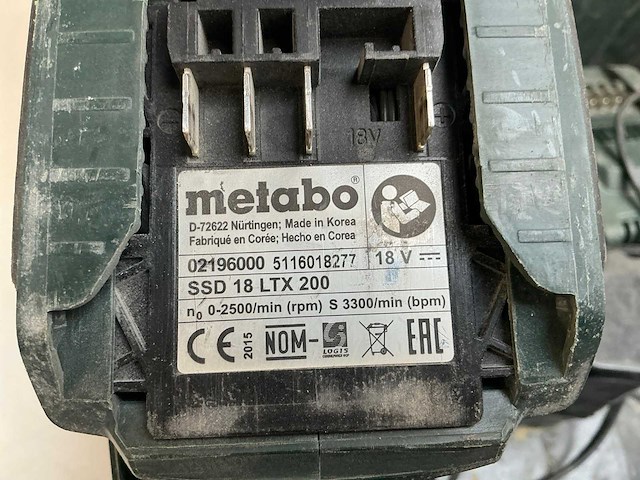 18V
metabo®
D-72622 Nürtingen; Made in Korea
Fabriqué en Corée; Hecho en Corea
02196000 5116018277 18 V
SSD 18 LTX 200
n0 0-2500/min (rpm) S 3300/min (bpm)
CE 2015 NOM- LOGIS EAC